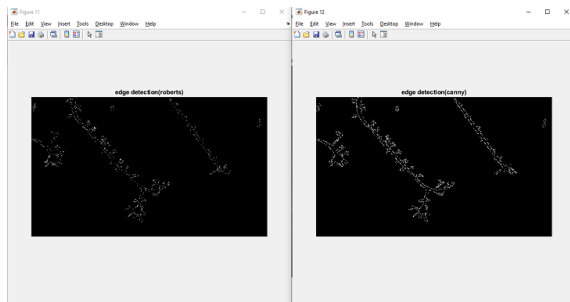 Figure 11
File Edit View Insert Tools Desktop Window Help
edge detection(roberts)
Figure 12
File Edit View Insert Tools Desktop Window Help
edge detection(canny)